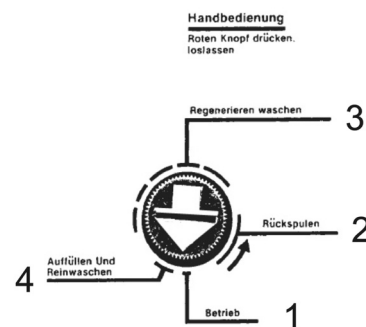 Handbedienung
Roten Knopf drücken.
loslassen
Regenerieren waschen
3
Rückspulen
2
Auffüllen Und
Reinwaschen
4
Betrieb
1